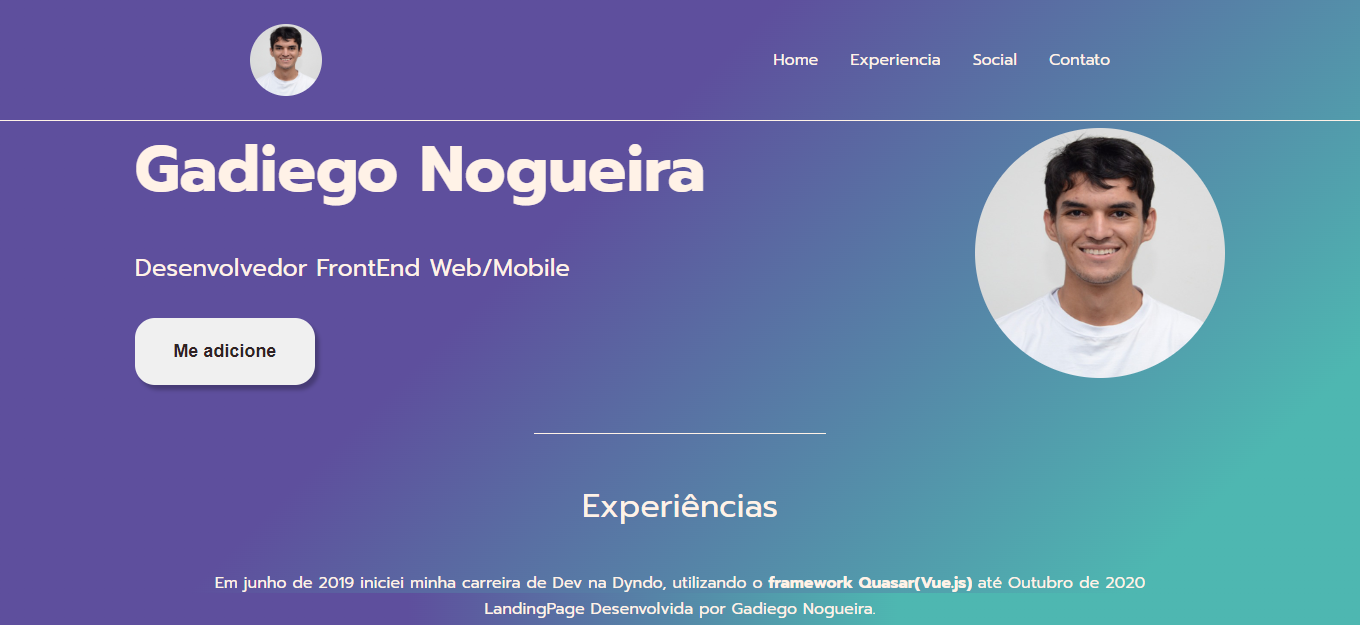 Home Experiencia Social Contato
Gadiego Nogueira
Desenvolvedor FrontEnd Web/Mobile
Me adicione
Experiências
Em junho de 2019 iniciei minha carreira de Dev na Dyndo, utilizando o framework Quasar(Vue.js) até Outubro de 2020
LandingPage Desenvolvida por Gadiego Nogueira.